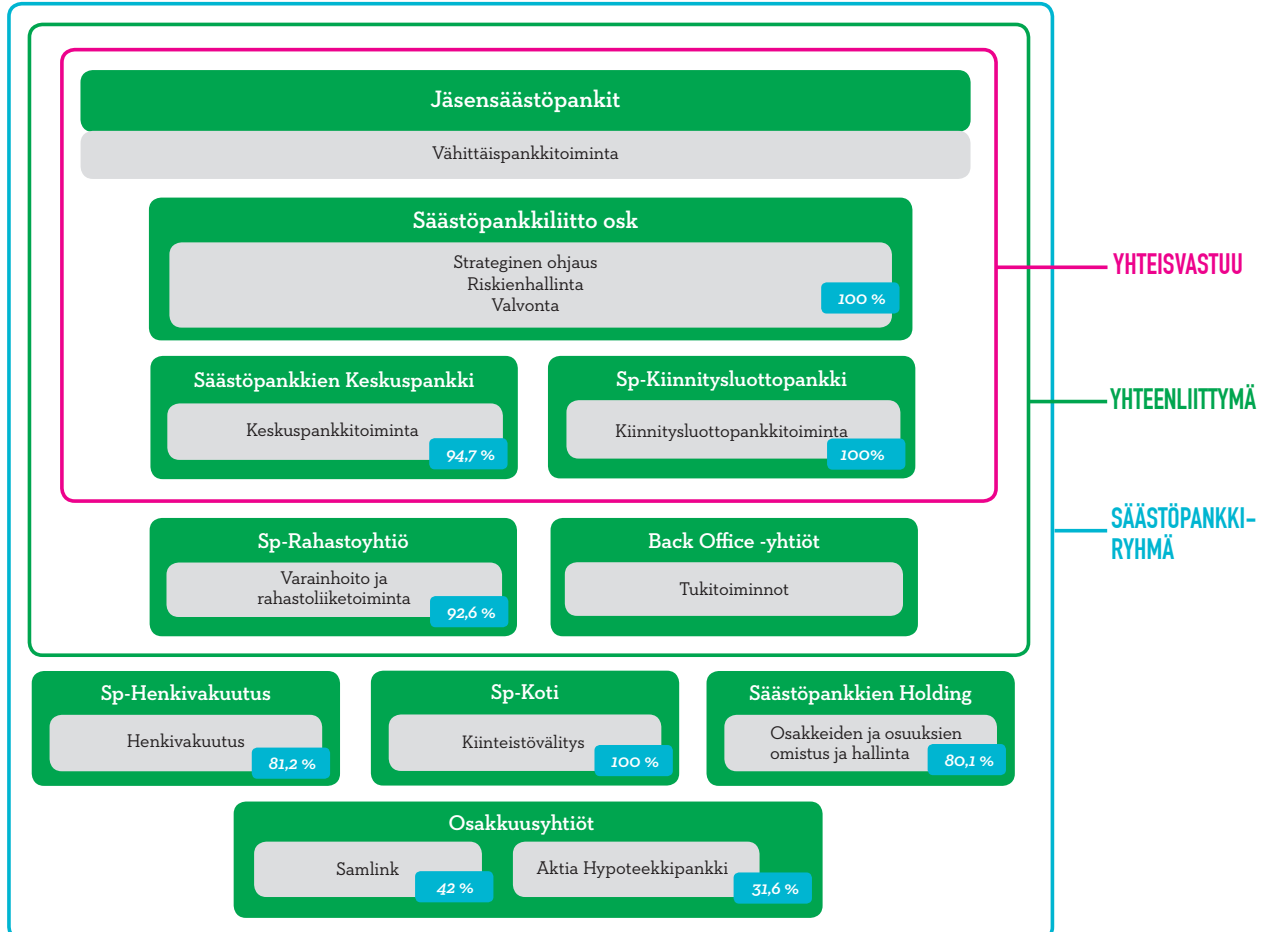 Jäsensäästöpankit
Vähittäispankkitoiminta
Säästöpankkiliitto osk
Strateginen ohjaus
Riskienhallinta
Valvonta
100 %
Säästöpankkien Keskuspankki
Keskuspankkitoiminta
94,7 %
Sp-Kiinnitysluottopankki
Kiinnitysluottopankkitoiminta
100%
Sp-Rahastoyhtiö
Varainhoito ja
rahastoliiketoiminta
92,6 %
Back Office -yhtiöt
Tukitoiminnot
Sp-Henkivakuutus
Henkivakuutus
81,2 %
Sp-Koti
Kiinteistövälitys
100 %
Säästöpankkien Holding
Osakkeiden ja osuuksien
omistus ja hallinta
80,1 %
Osakkuusyhtiöt
Samlink
42 %
Aktia Hypoteekkipankki
31,6 %
YHTEISVASTUU
YHTEENLIITTYMÄ
SÄÄSTÖPANKKI-
RYHMÄ